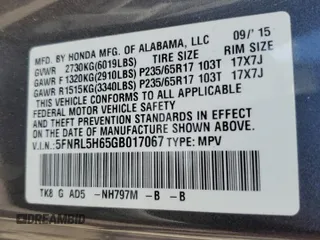 MFD. BY HONDA MFG. OF ALABAMA, LLC 09/'15
GVWR 2730KG(6019LBS) TIRE SIZE RIM SIZE
GAWR F1320KG(2910LBS) P235/65R17 103T 17X7J
GAWR R1515KG(3340LBS) P235/65R17 103T 17X7J
THIS VEHICLE CONFORMS TO ALL APPLICABLE
FEDERAL MOTOR VEHICLE SAFETY AND THEFT
PREVENTION STANDARDS IN EFFECT ON THE
DATE OF MANUFACTURE SHOWN ABOVE.
V.I.N.:5FNRL5H65GB017067 TYPE: MPV
TK8 G AD5 -NH797M -B -B
DREAMBID